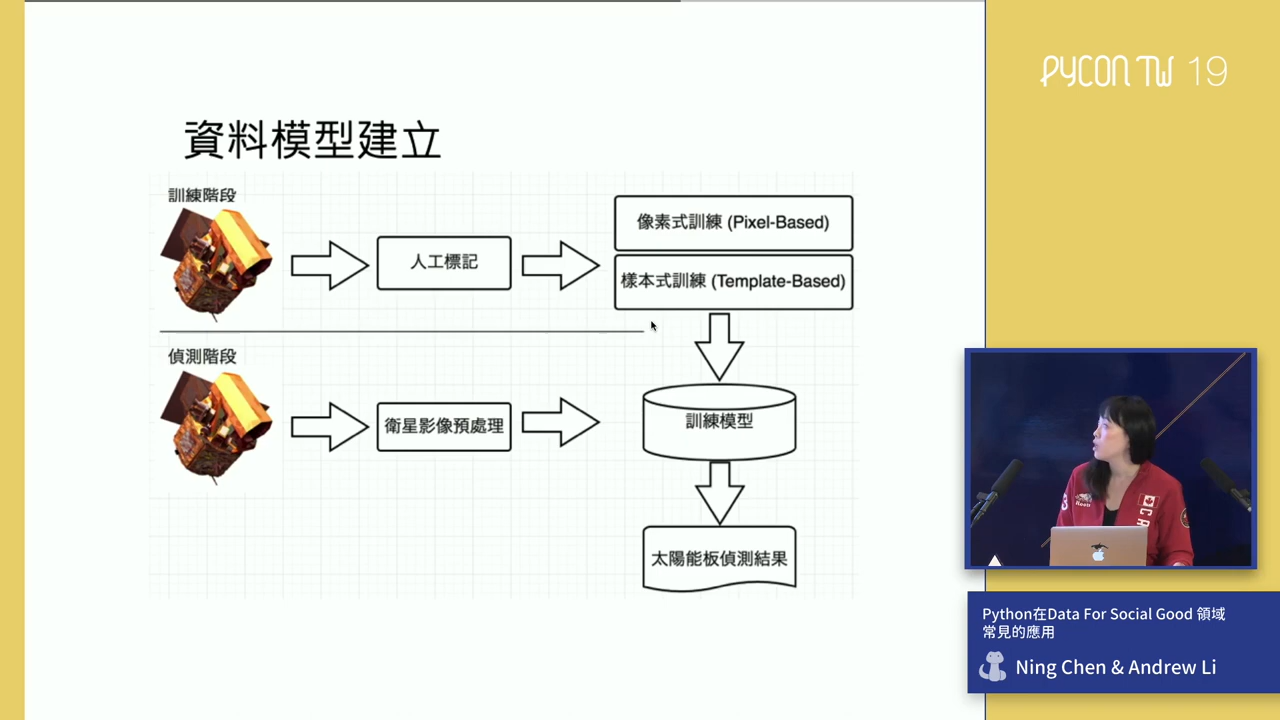 資料模型建立
訓練階段
人工標記
像素式訓練 (Pixel-Based)
樣本式訓練 (Template-Based)
偵測階段
衛星影像預處理
訓練模型
太陽能板偵測結果
PYCON TW 19
Roots
Python在Data For Social Good 領域
常見的應用
Ning Chen & Andrew Li